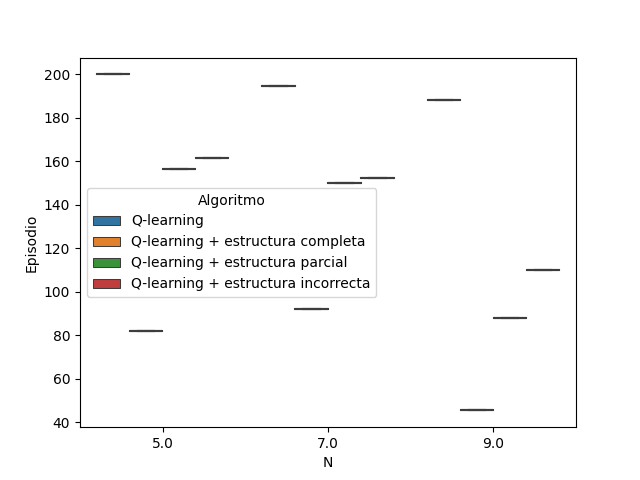 200
180
160
140
120
100
80
60
40
Episodio
Algoritmo
Q-learning
Q-learning + estructura completa
Q-learning + estructura parcial
Q-learning + estructura incorrecta
5.0 7.0 9.0
N